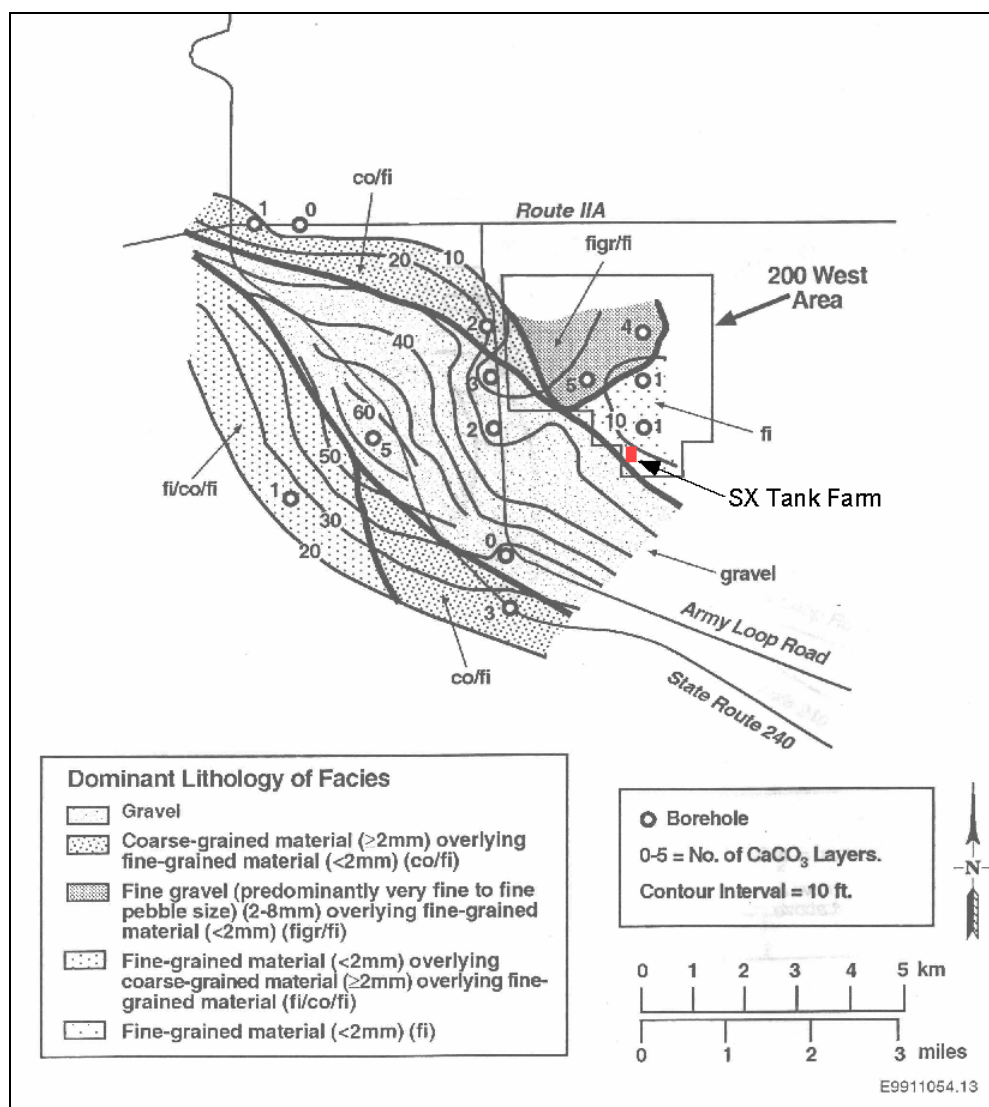 co/fi
1
0
Route IIA
figr/fi
20
10
200 West
Area
2
4
40
3
5
1
60
10
1
2
5
fi
50
fi/co/fi
1
SX Tank Farm
30
0
20
gravel
3
Army Loop Road
co/fi
State Route 240
Dominant Lithology of Facies
Gravel
Coarse-grained material (≥2mm) overlying
fine-grained material (<2mm) (co/fi)
Fine gravel (predominantly very fine to fine
pebble size) (2-8mm) overlying fine-grained
material (<2mm) (figr/fi)
Fine-grained material (<2mm) overlying
coarse-grained material (≥2mm) overlying fine-
grained material (fi/co/fi)
Fine-grained material (<2mm) (fi)
Borehole
0-5 = No. of CaCO₃ Layers.
Contour Interval = 10 ft.
N
0 1 2 3 4 5 km
0 1 2 3 miles
E9911054.13